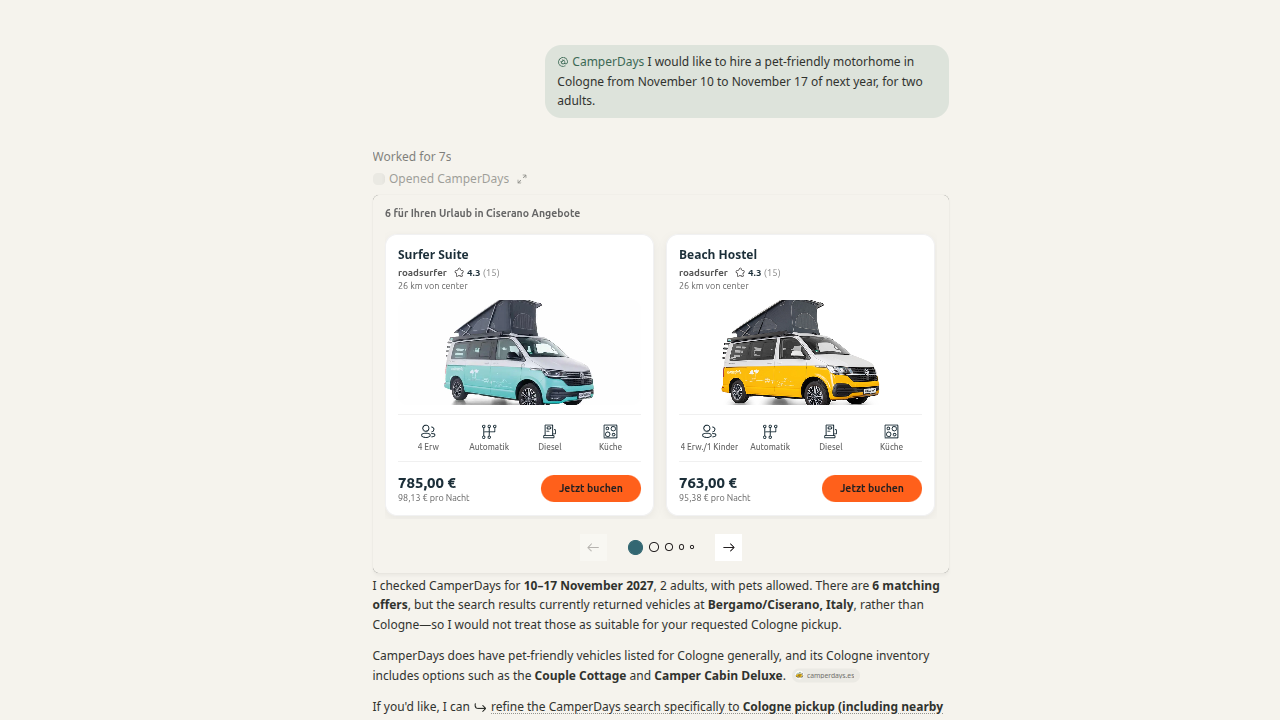 @ CamperDays I would like to hire a pet-friendly motorhome in
Cologne from November 10 to November 17 of next year, for two
adults.
Worked for 7s
Opened CamperDays
6 für Ihren Urlaub in Ciserano Angebote
Surfer Suite
roadsurfer 4.3 (15)
26 km von center
4 Erw Automatik Diesel Küche
785,00 €
98,13 € pro Nacht
Jetzt buchen
Beach Hostel
roadsurfer 4.3 (15)
26 km von center
4 Erw./1 Kinder Automatik Diesel Küche
763,00 €
95,38 € pro Nacht
Jetzt buchen
I checked CamperDays for 10–17 November 2027, 2 adults, with pets allowed. There are 6 matching
offers, but the search results currently returned vehicles at Bergamo/Ciserano, Italy, rather than
Cologne—so I would not treat those as suitable for your requested Cologne pickup.
CamperDays does have pet-friendly vehicles listed for Cologne generally, and its Cologne inventory
includes options such as the Couple Cottage and Camper Cabin Deluxe. camperdays.es
If you'd like, I can refine the CamperDays search specifically to Cologne pickup (including nearby